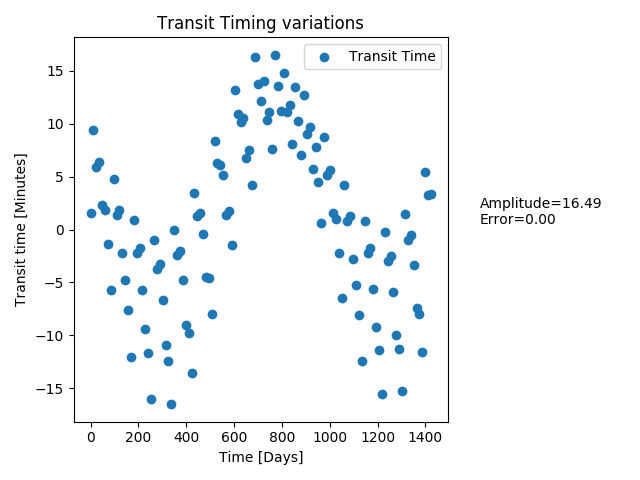 Transit Timing variations
Transit Time
15
10
5
0
−5
−10
−15
Transit time [Minutes]
Amplitude=16.49
Error=0.00
0 200 400 600 800 1000 1200 1400
Time [Days]